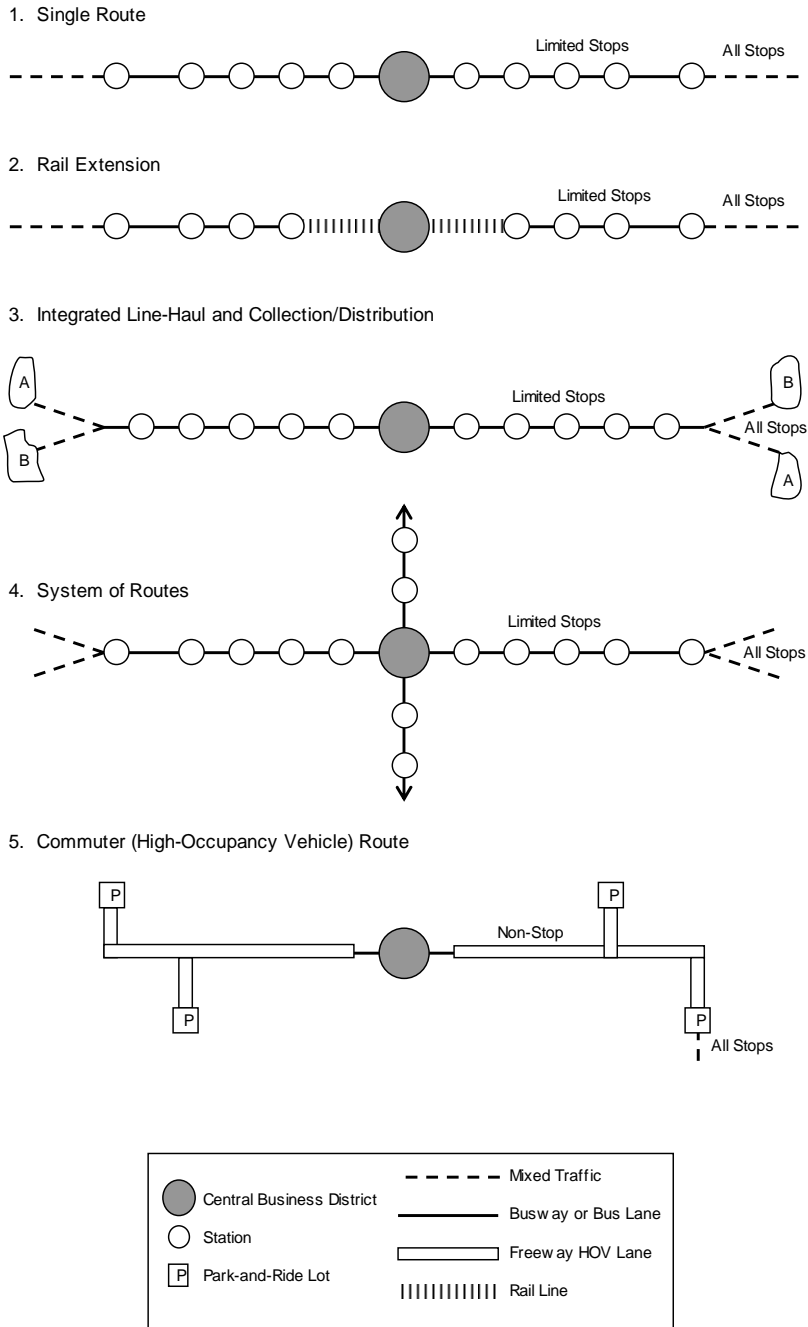 1. Single Route
Limited Stops
All Stops
2. Rail Extension
Limited Stops
All Stops
3. Integrated Line-Haul and Collection/Distribution
A
B
Limited Stops
B
All Stops
A
4. System of Routes
Limited Stops
All Stops
5. Commuter (High-Occupancy Vehicle) Route
P
P
Non-Stop
P
P
All Stops
Central Business District
Station
P Park-and-Ride Lot
Mixed Traffic
Busway or Bus Lane
Freeway HOV Lane
Rail Line